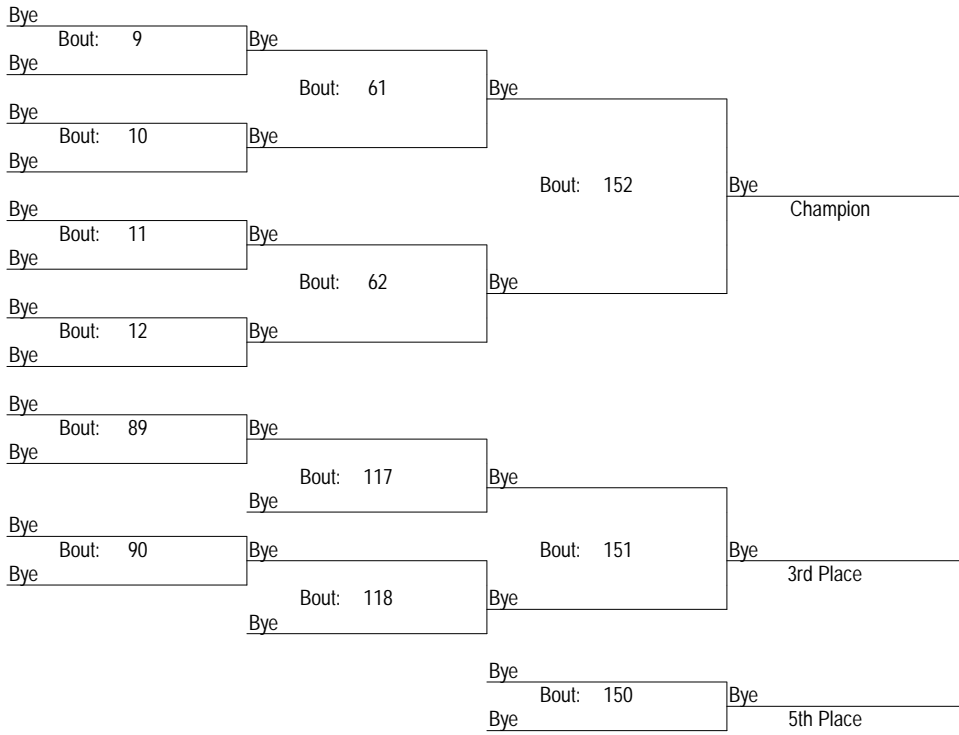 Bye
Bout: 9 Bye
Bye
Bout: 61 Bye
Bye
Bout: 10 Bye
Bye
Bout: 152 Bye
Champion
Bye
Bout: 11 Bye
Bye
Bout: 62 Bye
Bye
Bout: 12 Bye
Bye
Bye
Bout: 89 Bye
Bye
Bout: 117 Bye
Bye
Bye
Bout: 90 Bye
Bye
Bout: 151 Bye
3rd Place
Bout: 118 Bye
Bye
Bye
Bout: 150 Bye
Bye
5th Place